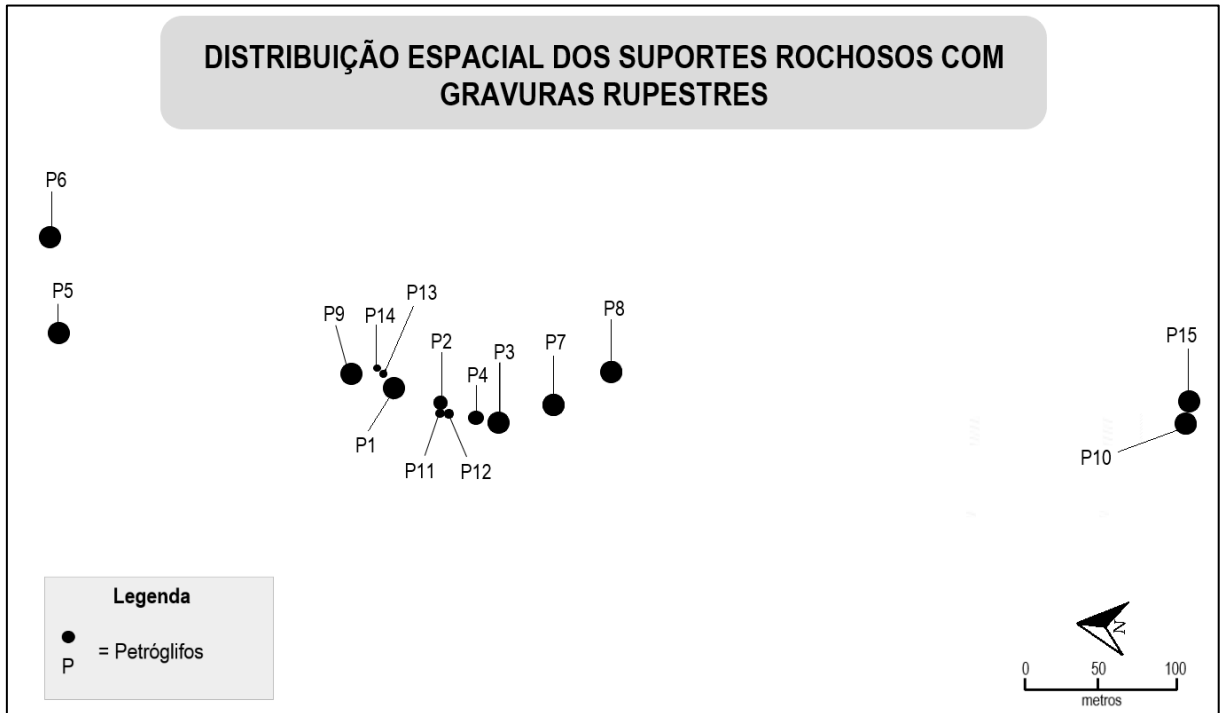 DISTRIBUIÇÃO ESPACIAL DOS SUPORTES ROCHOSOS COM
GRAVURAS RUPESTRES
P6
P5
P9
P14
P13
P2
P4
P3
P7
P8
P15
P1
P11
P12
P10
Legenda
P
= Petróglifos
N
0 50 100
metros